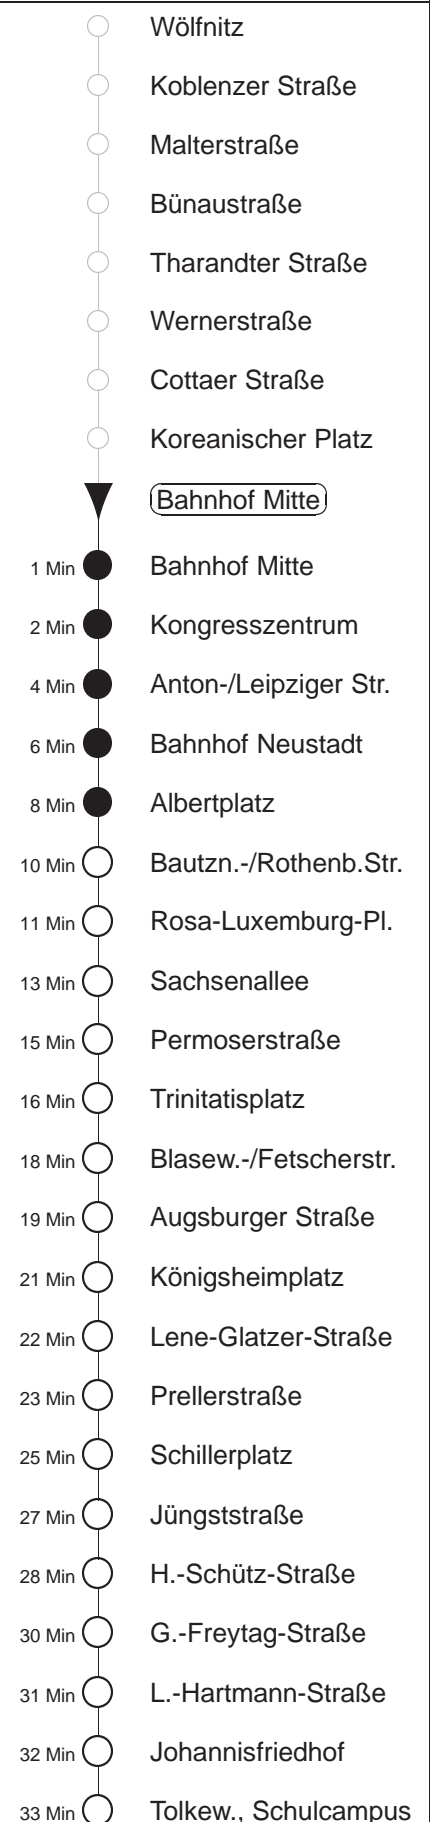 Wölfnitz
Koblenzer Straße
Malterstraße
Bünaustraße
Tharandter Straße
Wernerstraße
Cottaer Straße
Koreanischer Platz
Bahnhof Mitte
1 Min Bahnhof Mitte
2 Min Kongresszentrum
4 Min Anton-/Leipziger Str.
6 Min Bahnhof Neustadt
8 Min Albertplatz
10 Min Bautzn.-/Rothenb.Str.
11 Min Rosa-Luxemburg-Pl.
13 Min Sachsenallee
15 Min Permoserstraße
16 Min Trinitatisplatz
18 Min Blasew.-/Fetscherstr.
19 Min Augsburger Straße
21 Min Königsheimplatz
22 Min Lene-Glatzer-Straße
23 Min Prellerstraße
25 Min Schillerplatz
27 Min Jüngststraße
28 Min H.-Schütz-Straße
30 Min G.-Freytag-Straße
31 Min L.-Hartmann-Straße
32 Min Johannisfriedhof
33 Min Tolkew., Schulcampus